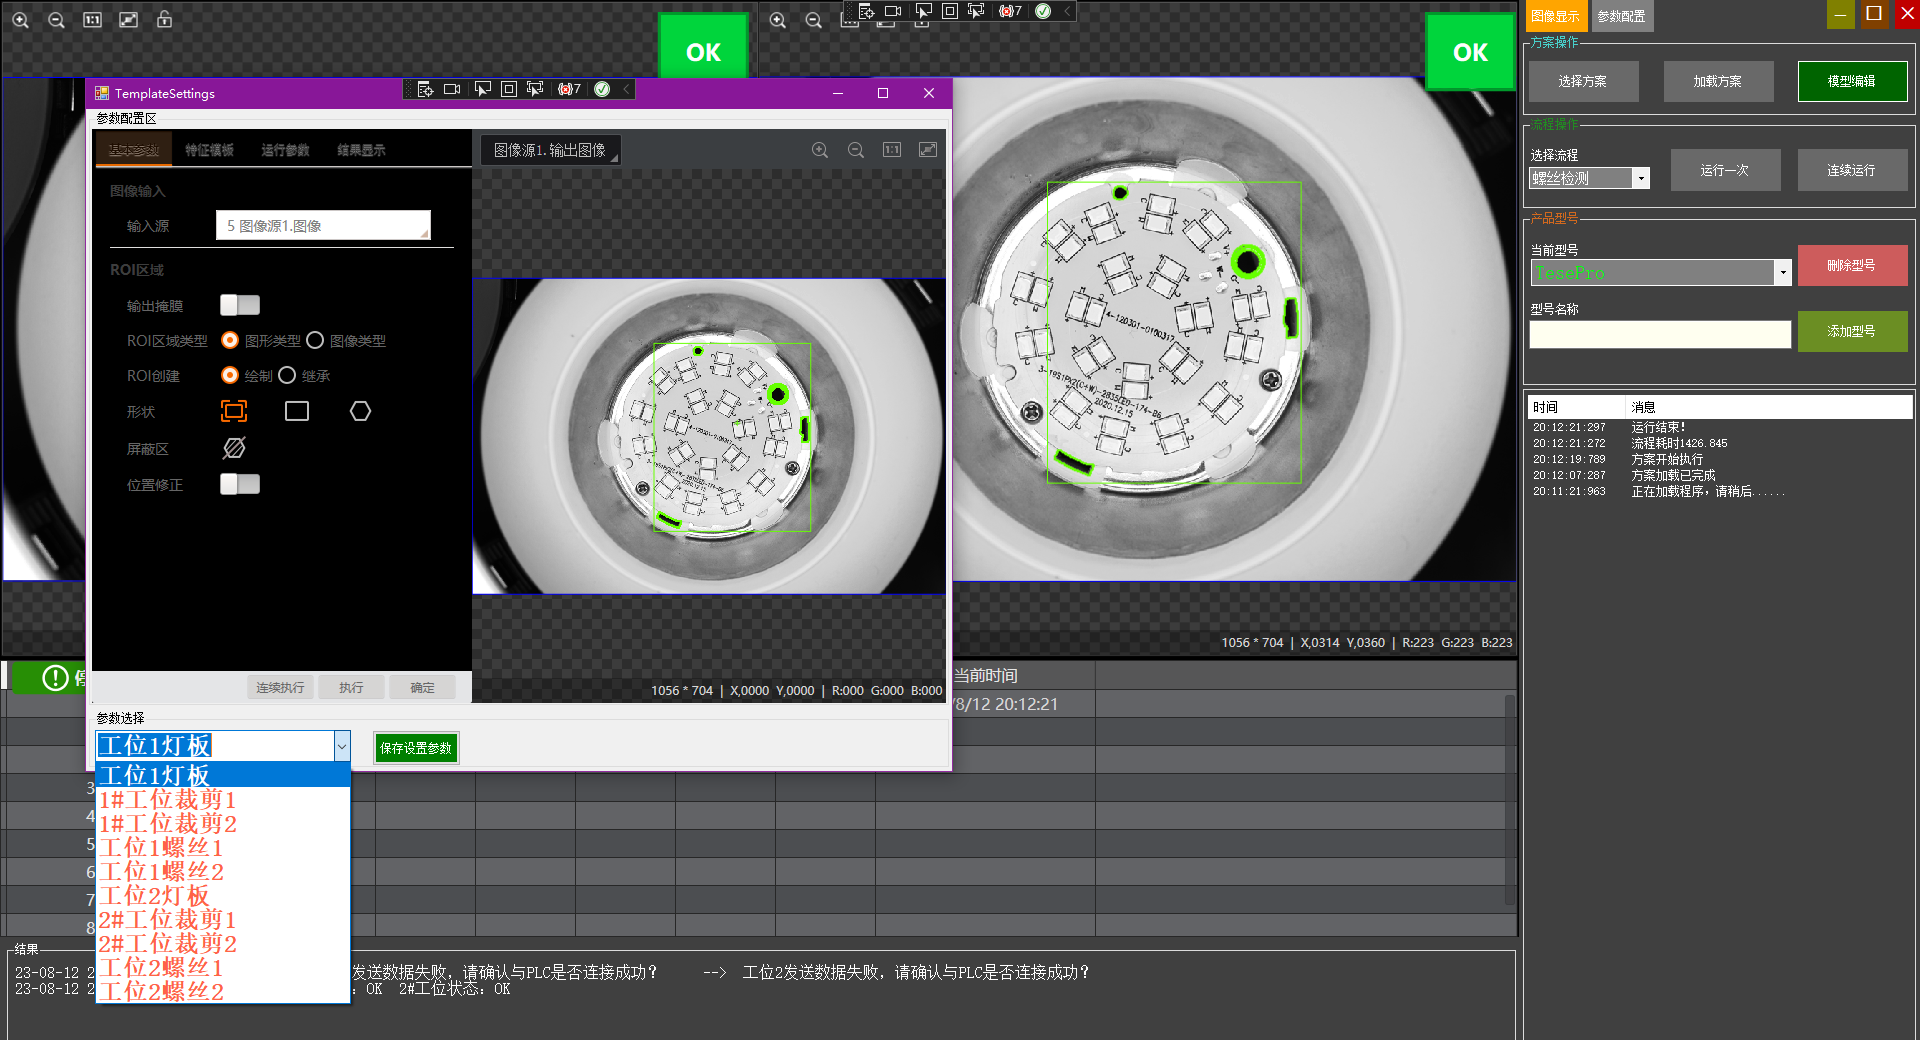 OK
7
OK
图像显示
参数配置
方案操作
选择方案
加载方案
模型编辑
流程操作
选择流程
螺丝检测
运行一次
连续运行
产品型号
当前型号
TesePro
删除型号
型号名称
添加型号
时间 消息
20:12:21:297 运行结束!
20:12:21:272 流程耗时1426.845
20:12:19:789 方案开始执行
20:12:07:287 方案加载已完成
20:11:21:963 正在加载程序,请稍后......
TemplateSettings
7
参数配置区
基本参数 特征模板 运行参数 结果显示
图像源1.输出图像
1:1
图像输入
输入源 5 图像源1.图像
ROI区域
输出掩膜
ROI区域类型 图形类型 图像类型
ROI创建 绘制 继承
形状
屏蔽区
位置修正
连续执行 执行 确定
1056 * 704 | X,0000 Y,0000 | R:000 G:000 B:000
参数选择
工位1灯板
保存设置参数
工位1灯板
1#工位裁剪1
1#工位裁剪2
工位1螺丝1
工位1螺丝2
工位2灯板
2#工位裁剪1
2#工位裁剪2
工位2螺丝1
工位2螺丝2
4-120301-0100317
2020.12.15
1056 * 704 | X,0314 Y,0360 | R:223 G:223 B:223
当前时间
/8/12 20:12:21
3
4
5
6
7
8
结果
23-08-12 2 发送数据失败,请确认与PLC是否连接成功? --> 工位2发送数据失败,请确认与PLC是否连接成功?
23-08-12 2 : OK 2#工位状态: OK